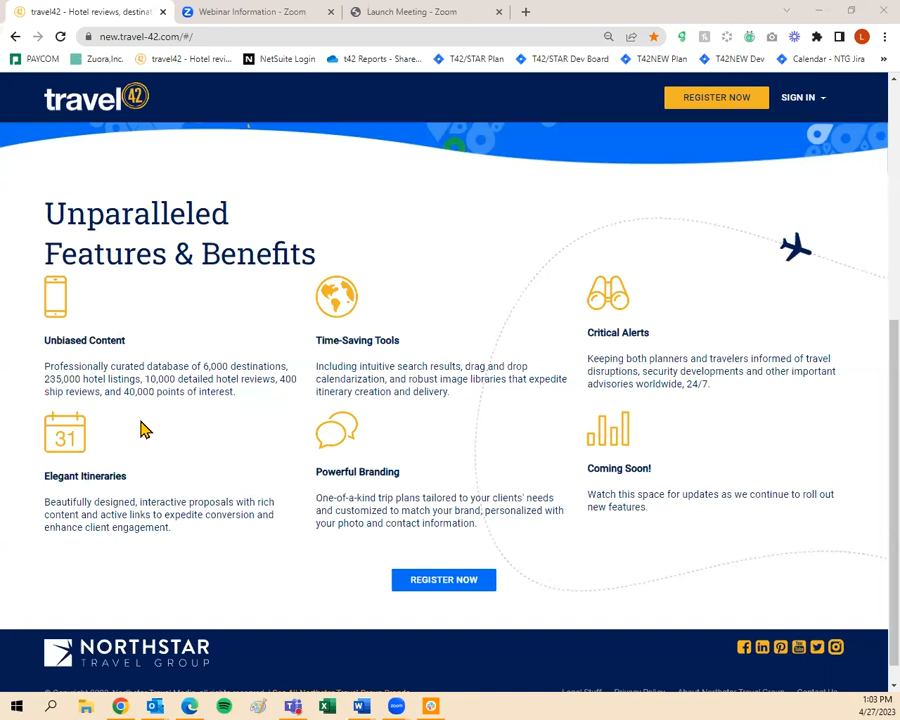 travel42 - Hotel reviews, destinat
Webinar Information - Zoom
Launch Meeting - Zoom
new.travel-42.com/#/
L
PAYCOM
Zuora,Inc.
travel42 - Hotel revi...
NetSuite Login
t42 Reports - Share...
T42/STAR Plan
T42/STAR Dev Board
T42NEW Plan
T42NEW Dev
Calendar - NTG Jira
»
travel 42
REGISTER NOW
SIGN IN
Unparalleled
Features & Benefits
Unbiased Content
Professionally curated database of 6,000 destinations,
235,000 hotel listings, 10,000 detailed hotel reviews, 400
ship reviews, and 40,000 points of interest.
Time-Saving Tools
Including intuitive search results, drag and drop
calendarization, and robust image libraries that expedite
itinerary creation and delivery.
Critical Alerts
Keeping both planners and travelers informed of travel
disruptions, security developments and other important
advisories worldwide, 24/7.
31
Elegant Itineraries
Beautifully designed, interactive proposals with rich
content and active links to expedite conversion and
enhance client engagement.
Powerful Branding
One-of-a-kind trip plans tailored to your clients' needs
and customized to match your brand, personalized with
your photo and contact information.
Coming Soon!
Watch this space for updates as we continue to roll out
new features.
REGISTER NOW
NORTHSTAR
TRAVEL GROUP
1:03 PM
4/27/2023